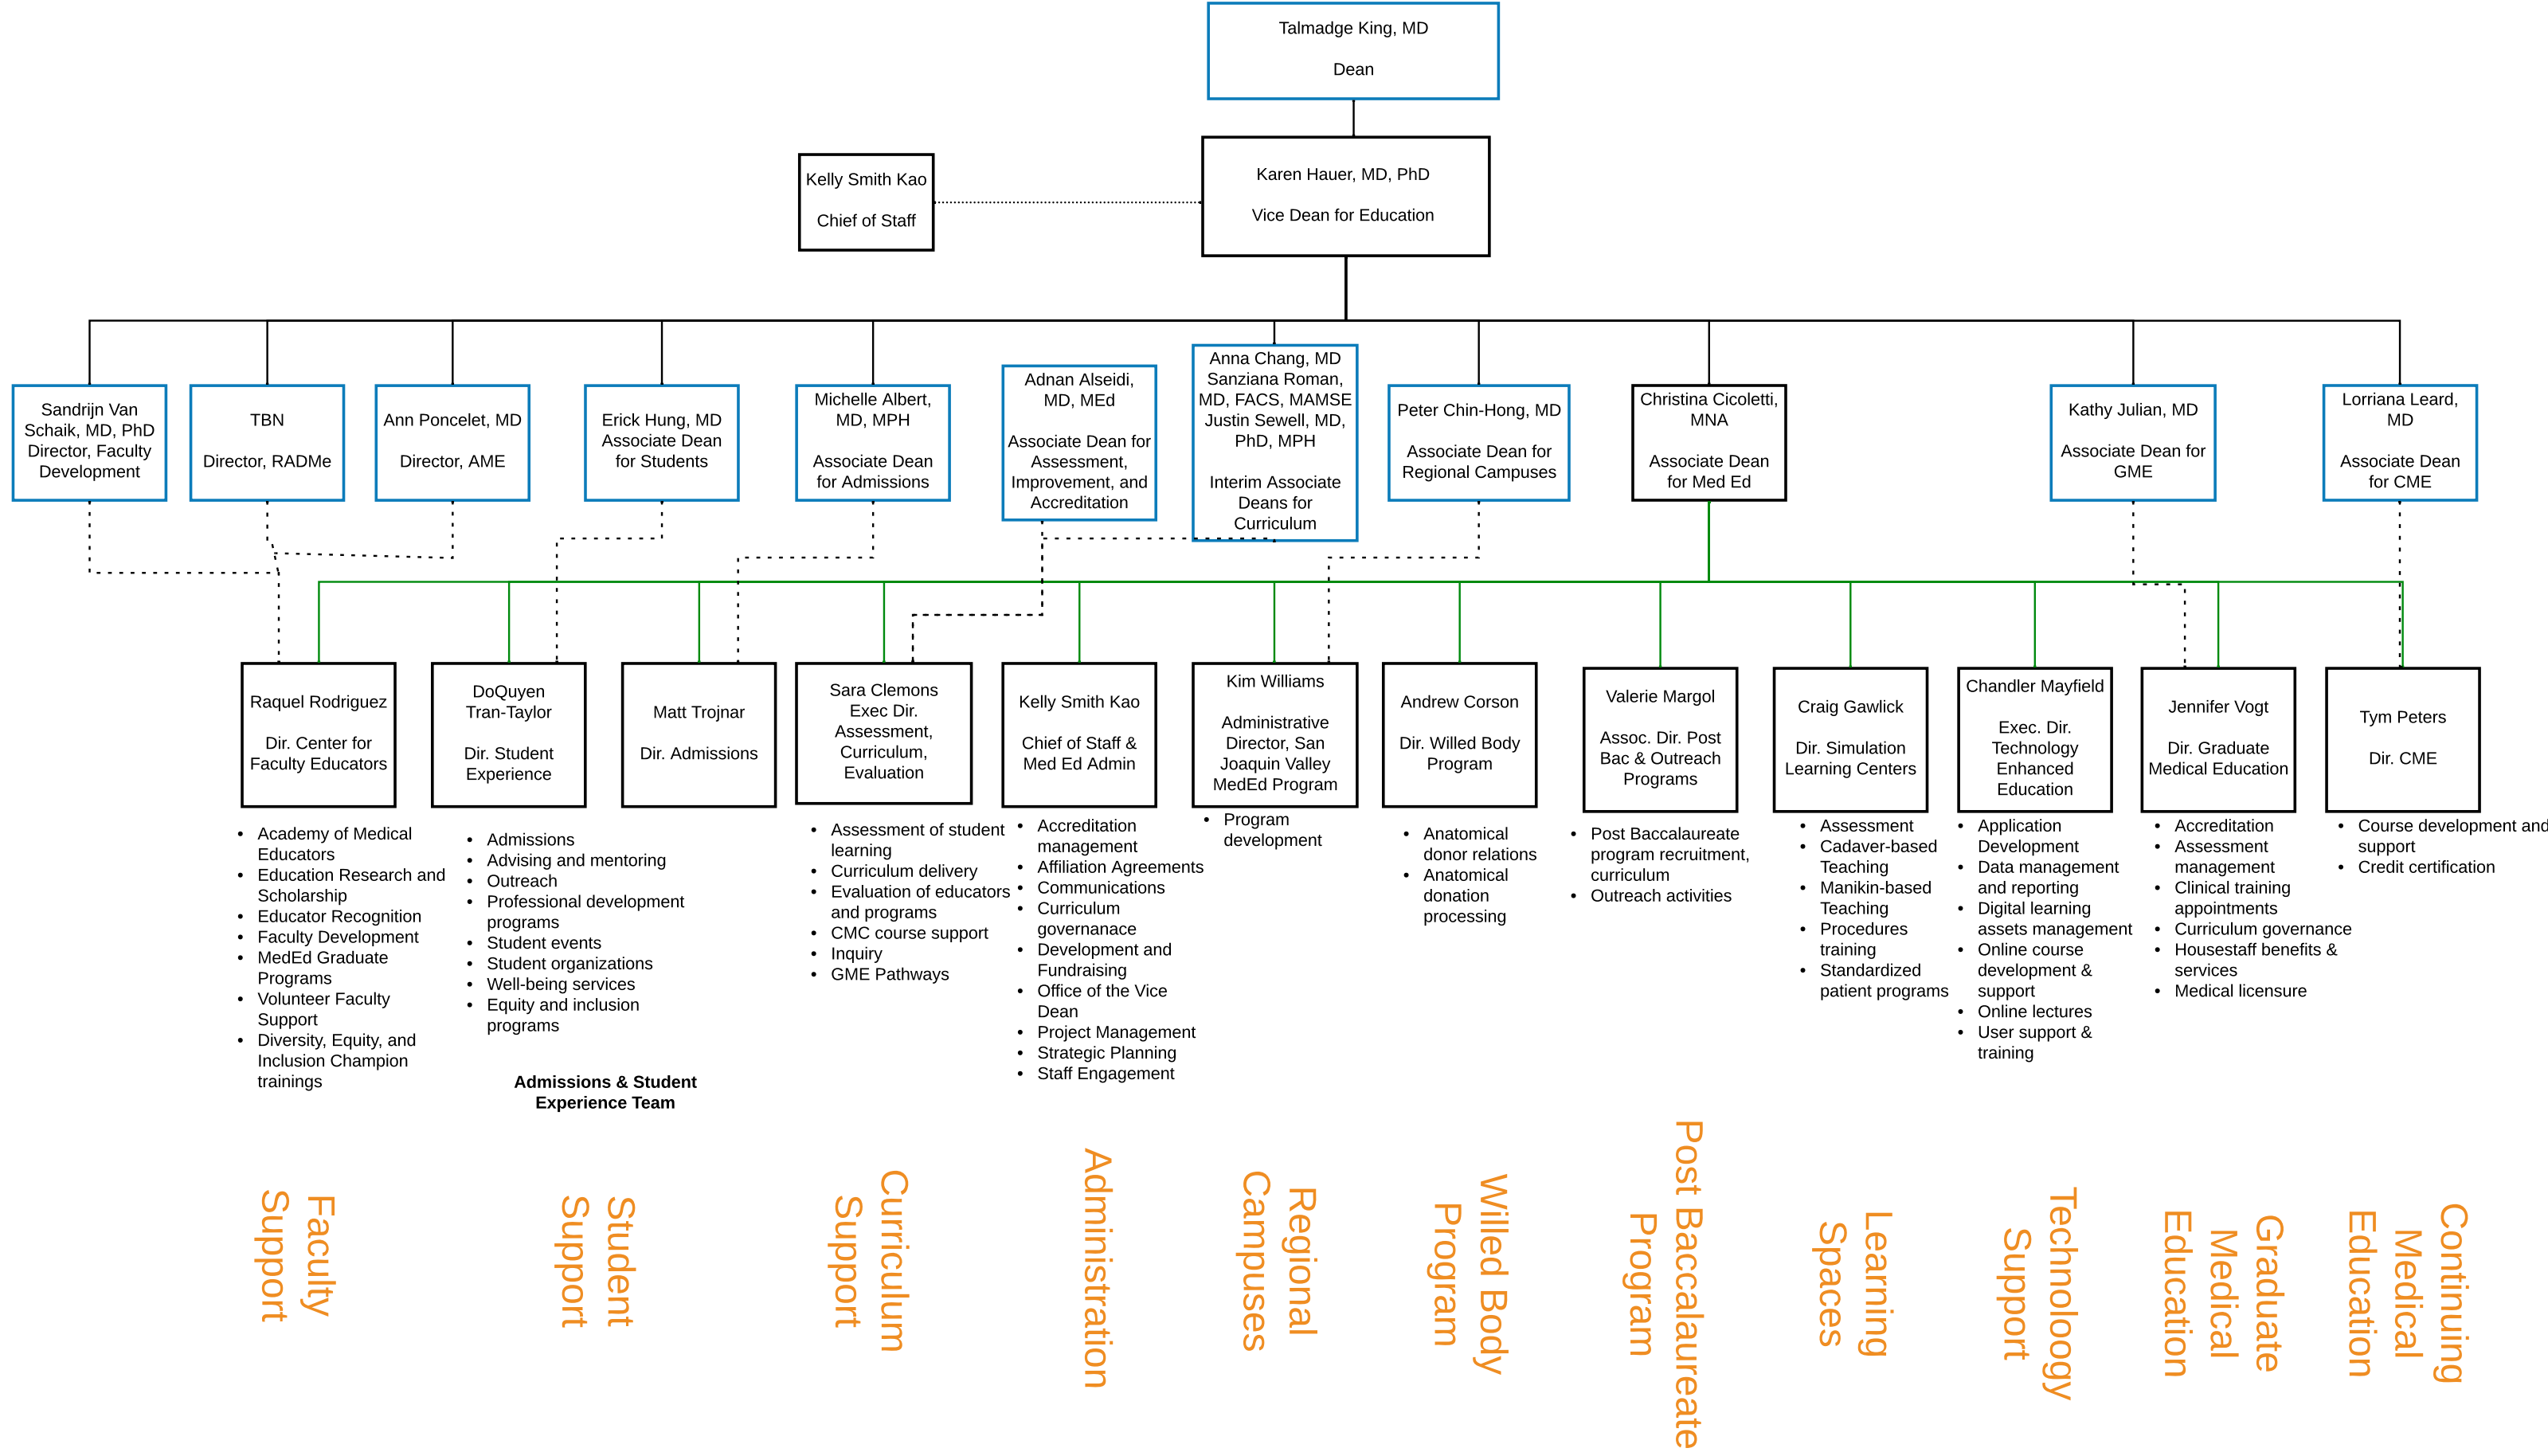 Talmadge King, MD
Dean
Kelly Smith Kao
Chief of Staff
Karen Hauer, MD, PhD
Vice Dean for Education
Sandrijn Van
Schaik, MD, PhD
Director, Faculty
Development
TBN
Director, RADMe
Ann Poncelet, MD
Director, AME
Erick Hung, MD
Associate Dean
for Students
Michelle Albert,
MD, MPH
Associate Dean
for Admissions
Adnan Alseidi,
MD, MEd
Associate Dean for
Assessment,
Improvement, and
Accreditation
Anna Chang, MD
Sanziana Roman,
MD, FACS, MAMSE
Justin Sewell, MD,
PhD, MPH
Interim Associate
Deans for
Curriculum
Peter Chin-Hong, MD
Associate Dean for
Regional Campuses
Christina Cicoletti,
MNA
Associate Dean
for Med Ed
Kathy Julian, MD
Associate Dean for
GME
Lorriana Leard,
MD
Associate Dean
for CME
Raquel Rodriguez
Dir. Center for
Faculty Educators
DoQuyen
Tran-Taylor
Dir. Student
Experience
Matt Trojnar
Dir. Admissions
Sara Clemons
Exec Dir.
Assessment,
Curriculum,
Evaluation
Kelly Smith Kao
Chief of Staff &
Med Ed Admin
Kim Williams
Administrative
Director, San
Joaquin Valley
MedEd Program
Andrew Corson
Dir. Willed Body
Program
Valerie Margol
Assoc. Dir. Post
Bac & Outreach
Programs
Craig Gawlick
Dir. Simulation
Learning Centers
Chandler Mayfield
Exec. Dir.
Technology
Enhanced
Education
Jennifer Vogt
Dir. Graduate
Medical Education
Tym Peters
Dir. CME
• Academy of Medical
Educators
• Education Research and
Scholarship
• Educator Recognition
• Faculty Development
• MedEd Graduate
Programs
• Volunteer Faculty
Support
• Diversity, Equity, and
Inclusion Champion
trainings
• Admissions
• Advising and mentoring
• Outreach
• Professional development
programs
• Student events
• Student organizations
• Well-being services
• Equity and inclusion
programs
Admissions & Student
Experience Team
• Assessment of student
learning
• Curriculum delivery
• Evaluation of educators
and programs
• CMC course support
• Inquiry
• GME Pathways
• Accreditation
management
• Affiliation Agreements
• Communications
• Curriculum
governanace
• Development and
Fundraising
• Office of the Vice
Dean
• Project Management
• Strategic Planning
• Staff Engagement
• Program
development
• Anatomical
donor relations
• Anatomical
donation
processing
• Post Baccalaureate
program recruitment,
curriculum
• Outreach activities
• Assessment
• Cadaver-based
Teaching
• Manikin-based
Teaching
• Procedures
training
• Standardized
patient programs
• Application
Development
• Data management
and reporting
• Digital learning
assets management
• Online course
development &
support
• Online lectures
• User support &
training
• Accreditation
• Assessment
management
• Clinical training
appointments
• Curriculum governance
• Housestaff benefits &
services
• Medical licensure
• Course development and
support
• Credit certification
Faculty
Support
Student
Support
Curriculum
Support
Administration
Regional
Campuses
Willed Body
Program
Post Baccalaureate
Program
Learning
Spaces
Technology
Support
Graduate
Medical
Education
Continuing
Medical
Education